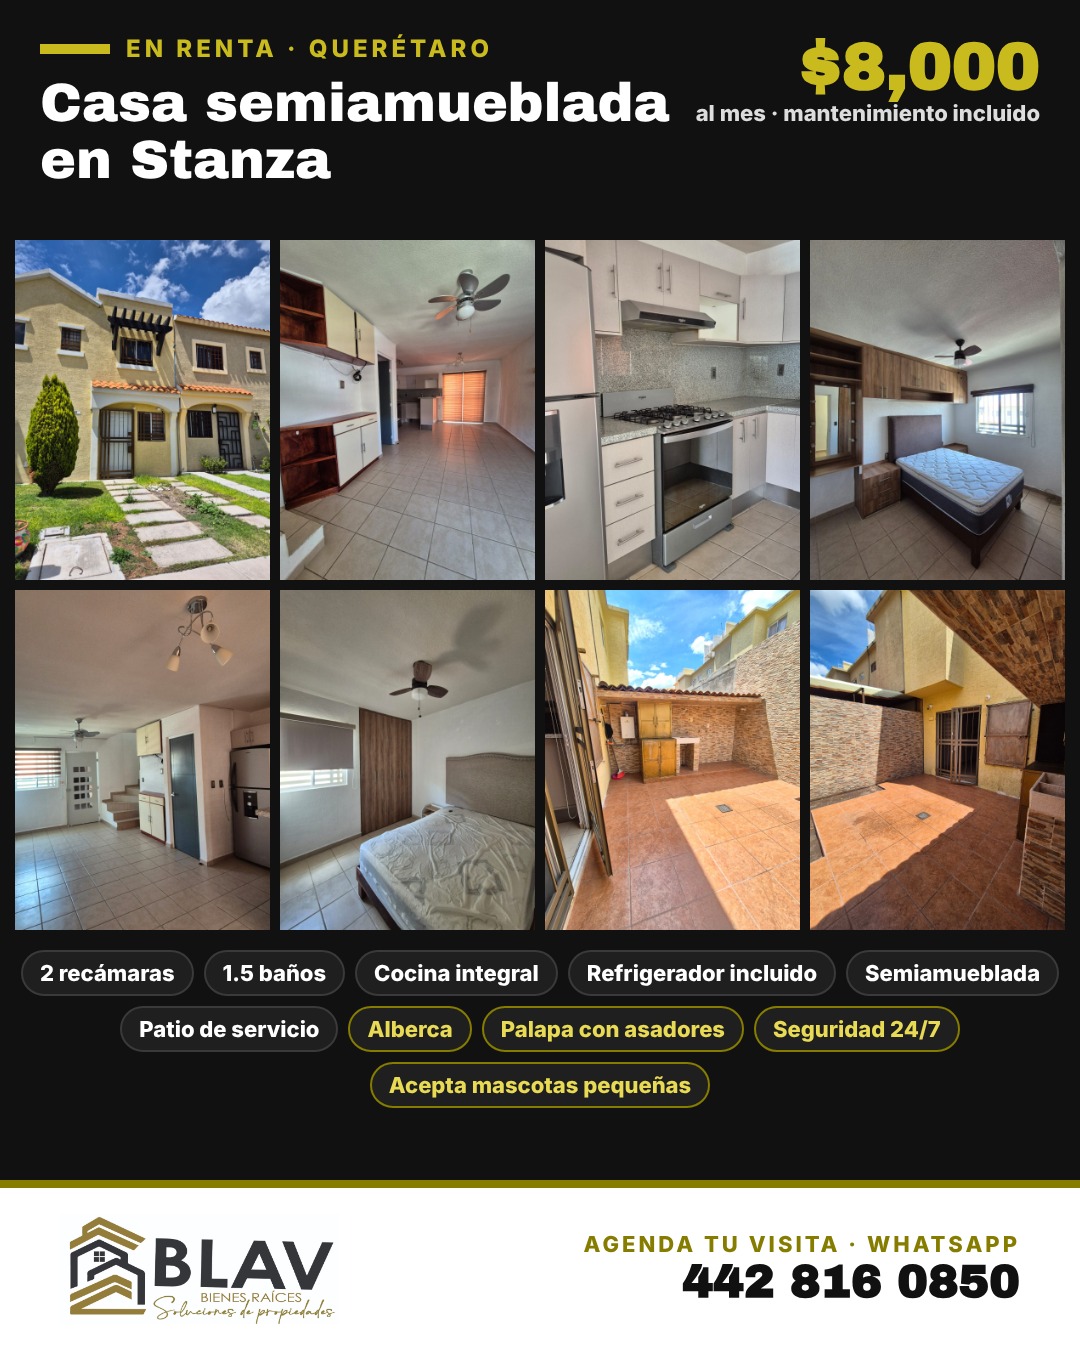 EN RENTA · QUERÉTARO
Casa semiamueblada
en Stanza
$8,000
al mes · mantenimiento incluido
2 recámaras
1.5 baños
Cocina integral
Refrigerador incluido
Semiamueblada
Patio de servicio
Alberca
Palapa con asadores
Seguridad 24/7
Acepta mascotas pequeñas
BLAV
BIENES RAÍCES
Soluciones de propiedades
AGENDA TU VISITA · WHATSAPP
442 816 0850